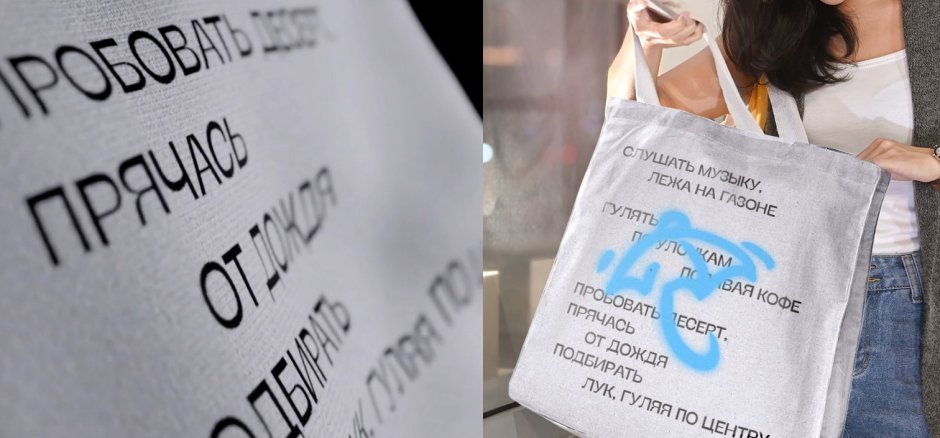 ПРОБОВАТЬ ДЕСЕРТ,
ПРЯЧАСЬ
ОТ ДОЖДЯ
ПОДБИРАТЬ
ЛУК, ГУЛЯЯ ПО
СЛУШАТЬ МУЗЫКУ,
ЛЕЖА НА ГАЗОНЕ
ГУЛЯТЬ
ПОПИВАЯ КОФЕ
ПРОБОВАТЬ ДЕСЕРТ,
ПРЯЧАСЬ
ОТ ДОЖДЯ
ПОДБИРАТЬ
ЛУК, ГУЛЯЯ ПО ЦЕНТРУ